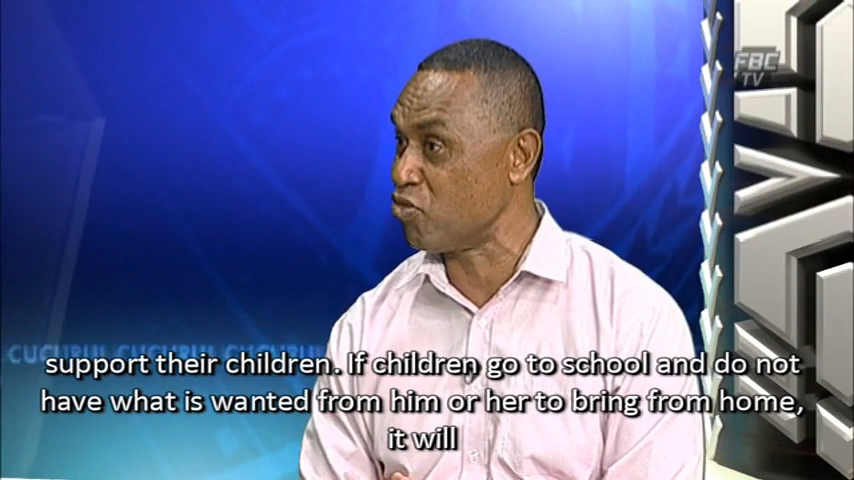 FBC
TV
support their children. If children go to school and do not
have what is wanted from him or her to bring from home,
it will